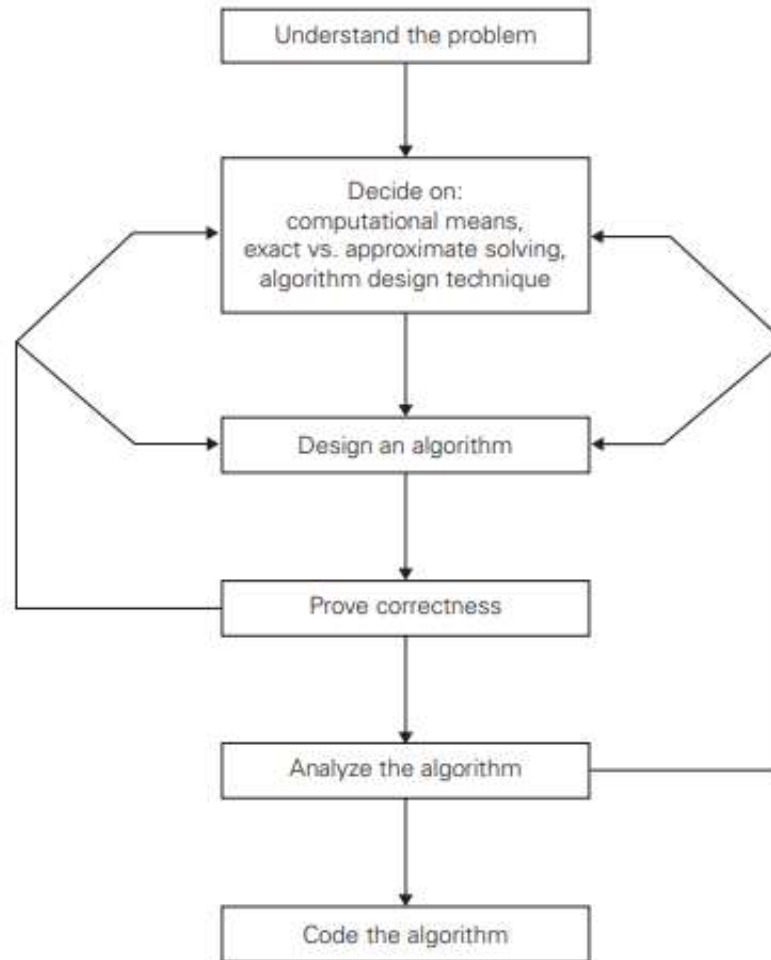 Understand the problem
Decide on:
computational means,
exact vs. approximate solving,
algorithm design technique
Design an algorithm
Prove correctness
Analyze the algorithm
Code the algorithm